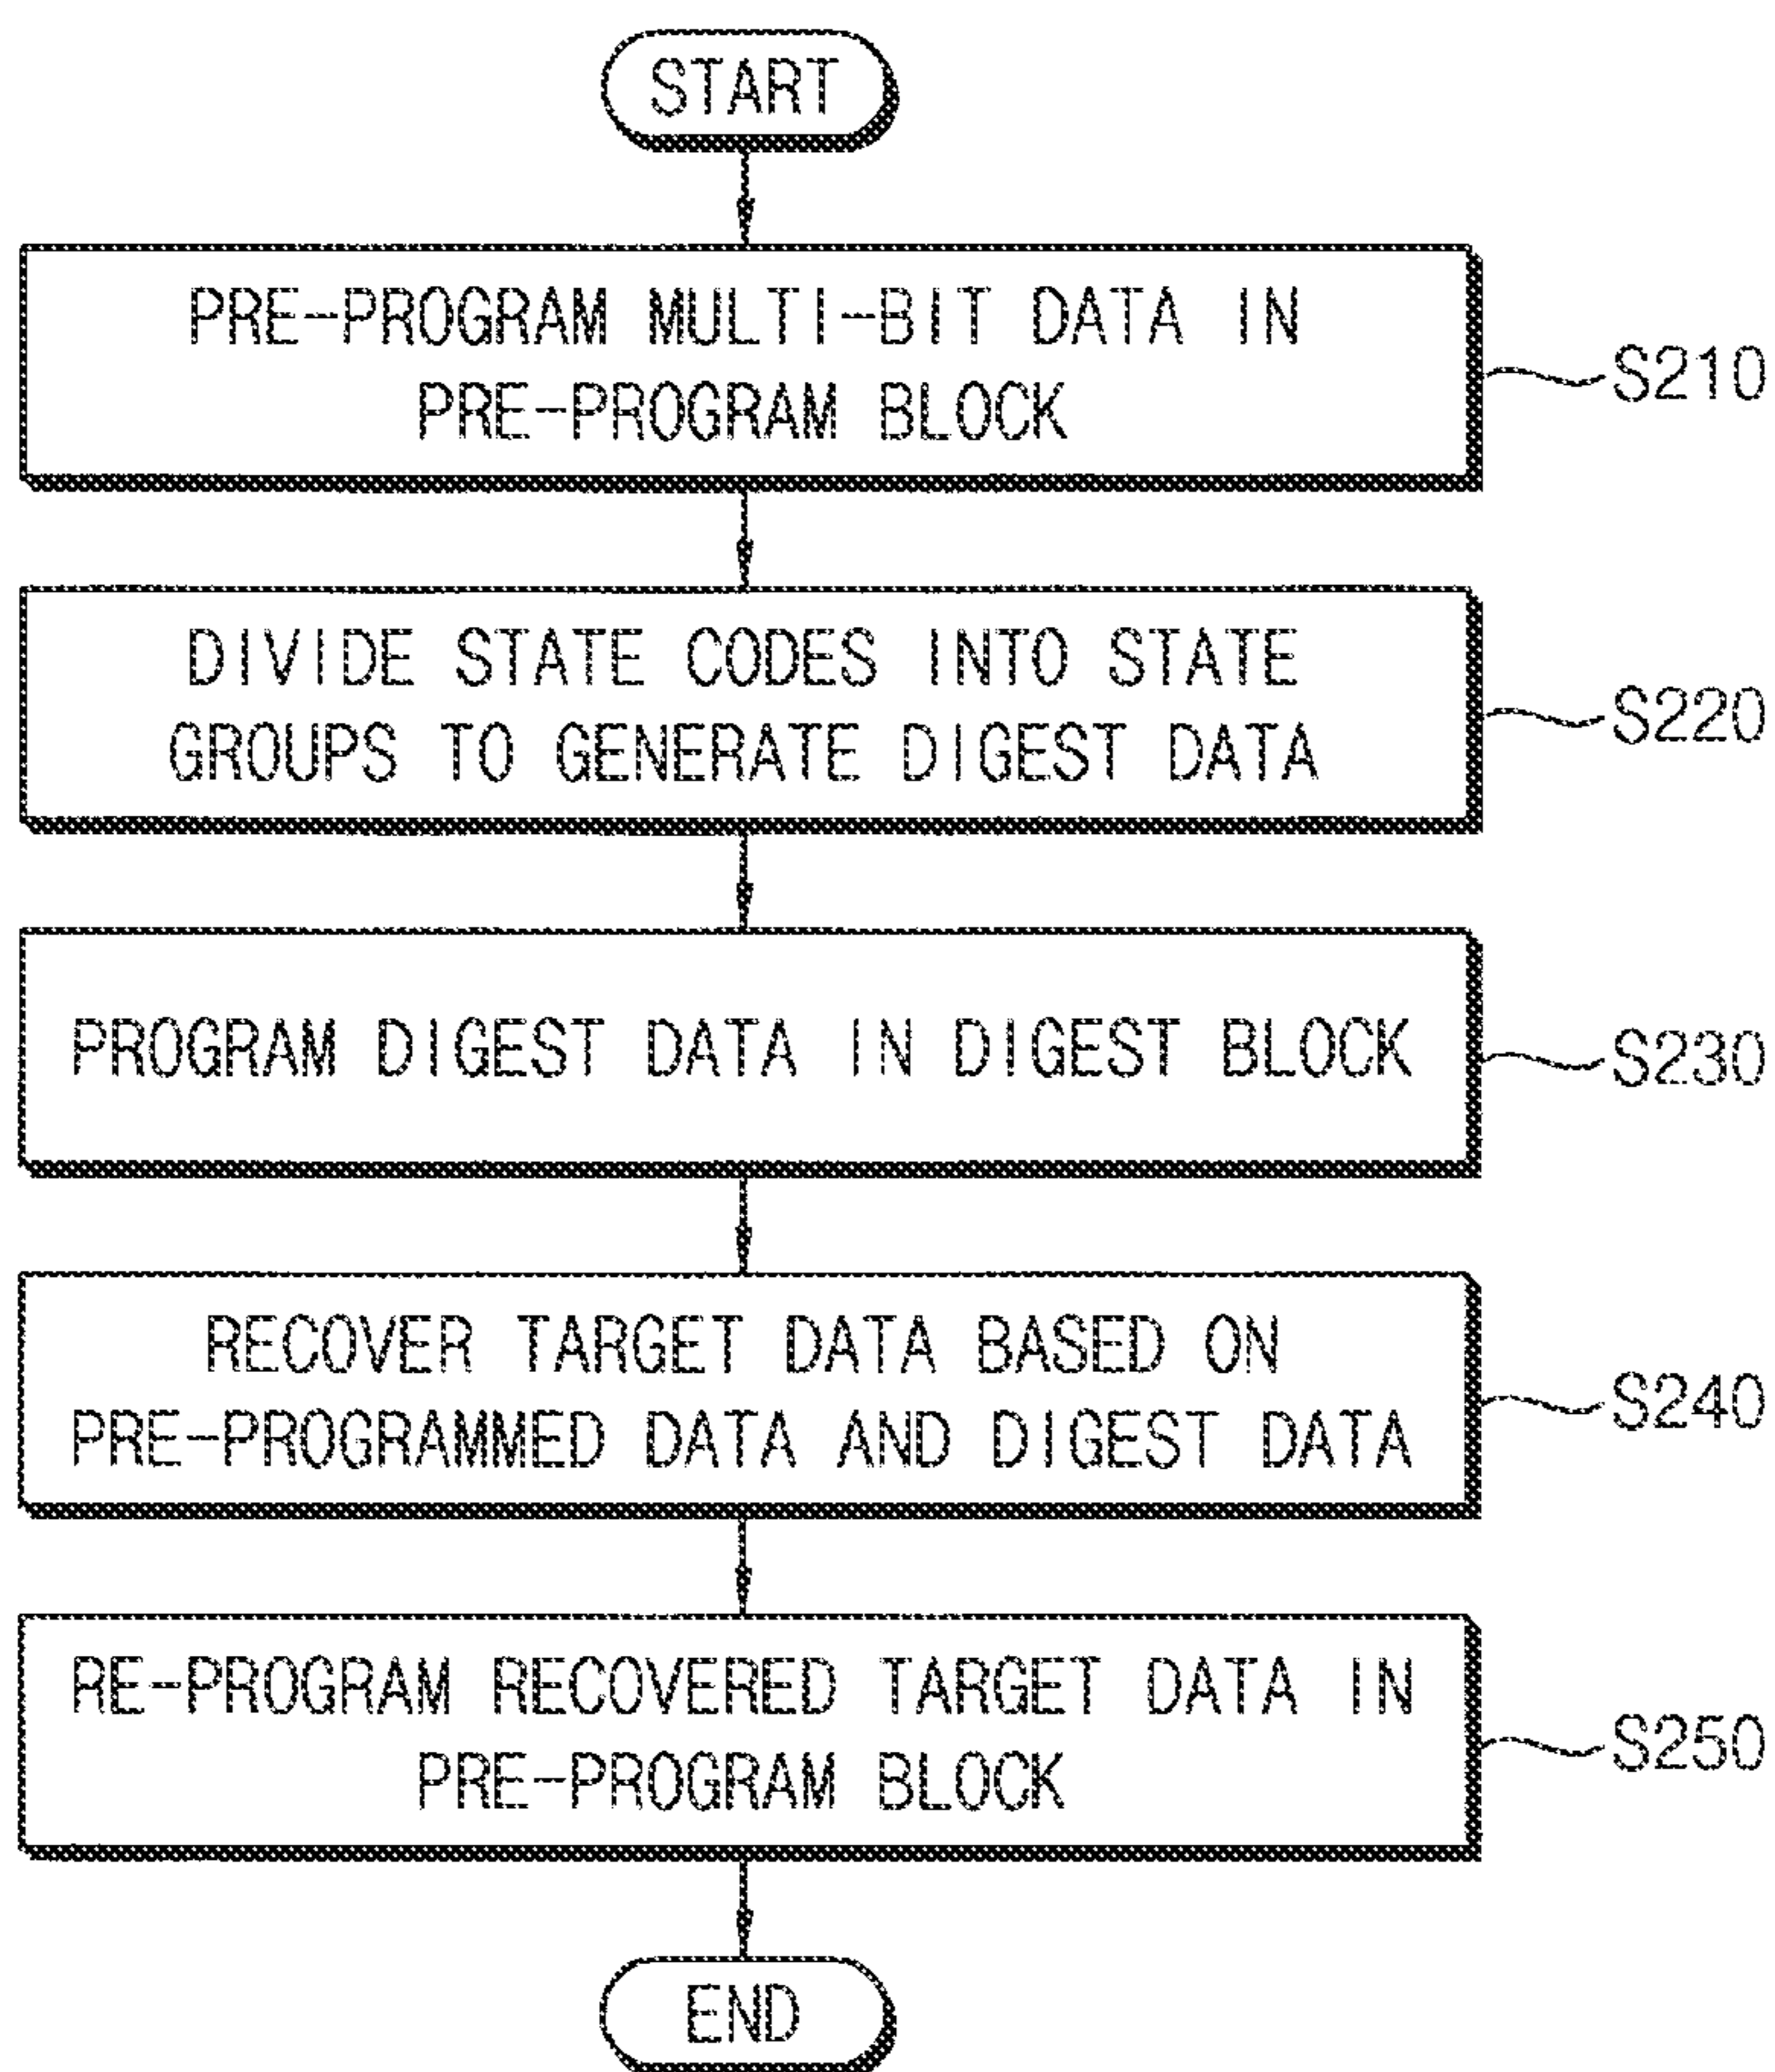 START
PRE-PROGRAM MULTI-BIT DATA IN
PRE-PROGRAM BLOCK
S210
DIVIDE STATE CODES INTO STATE
GROUPS TO GENERATE DIGEST DATA
S220
PROGRAM DIGEST DATA IN DIGEST BLOCK
S230
RECOVER TARGET DATA BASED ON
PRE-PROGRAMMED DATA AND DIGEST DATA
S240
RE-PROGRAM RECOVERED TARGET DATA IN
PRE-PROGRAM BLOCK
S250
END